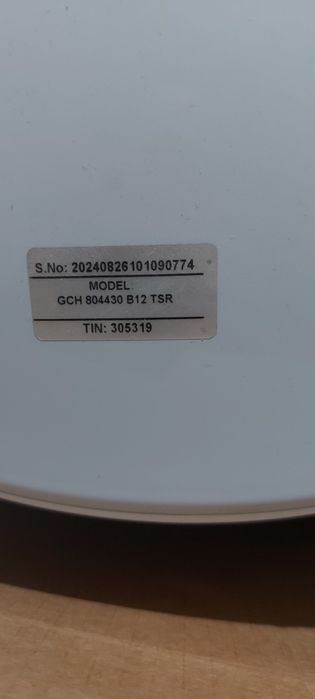 S.No: 20240826101090774
MODEL
GCH 804430 B12 TSR
TIN: 305319